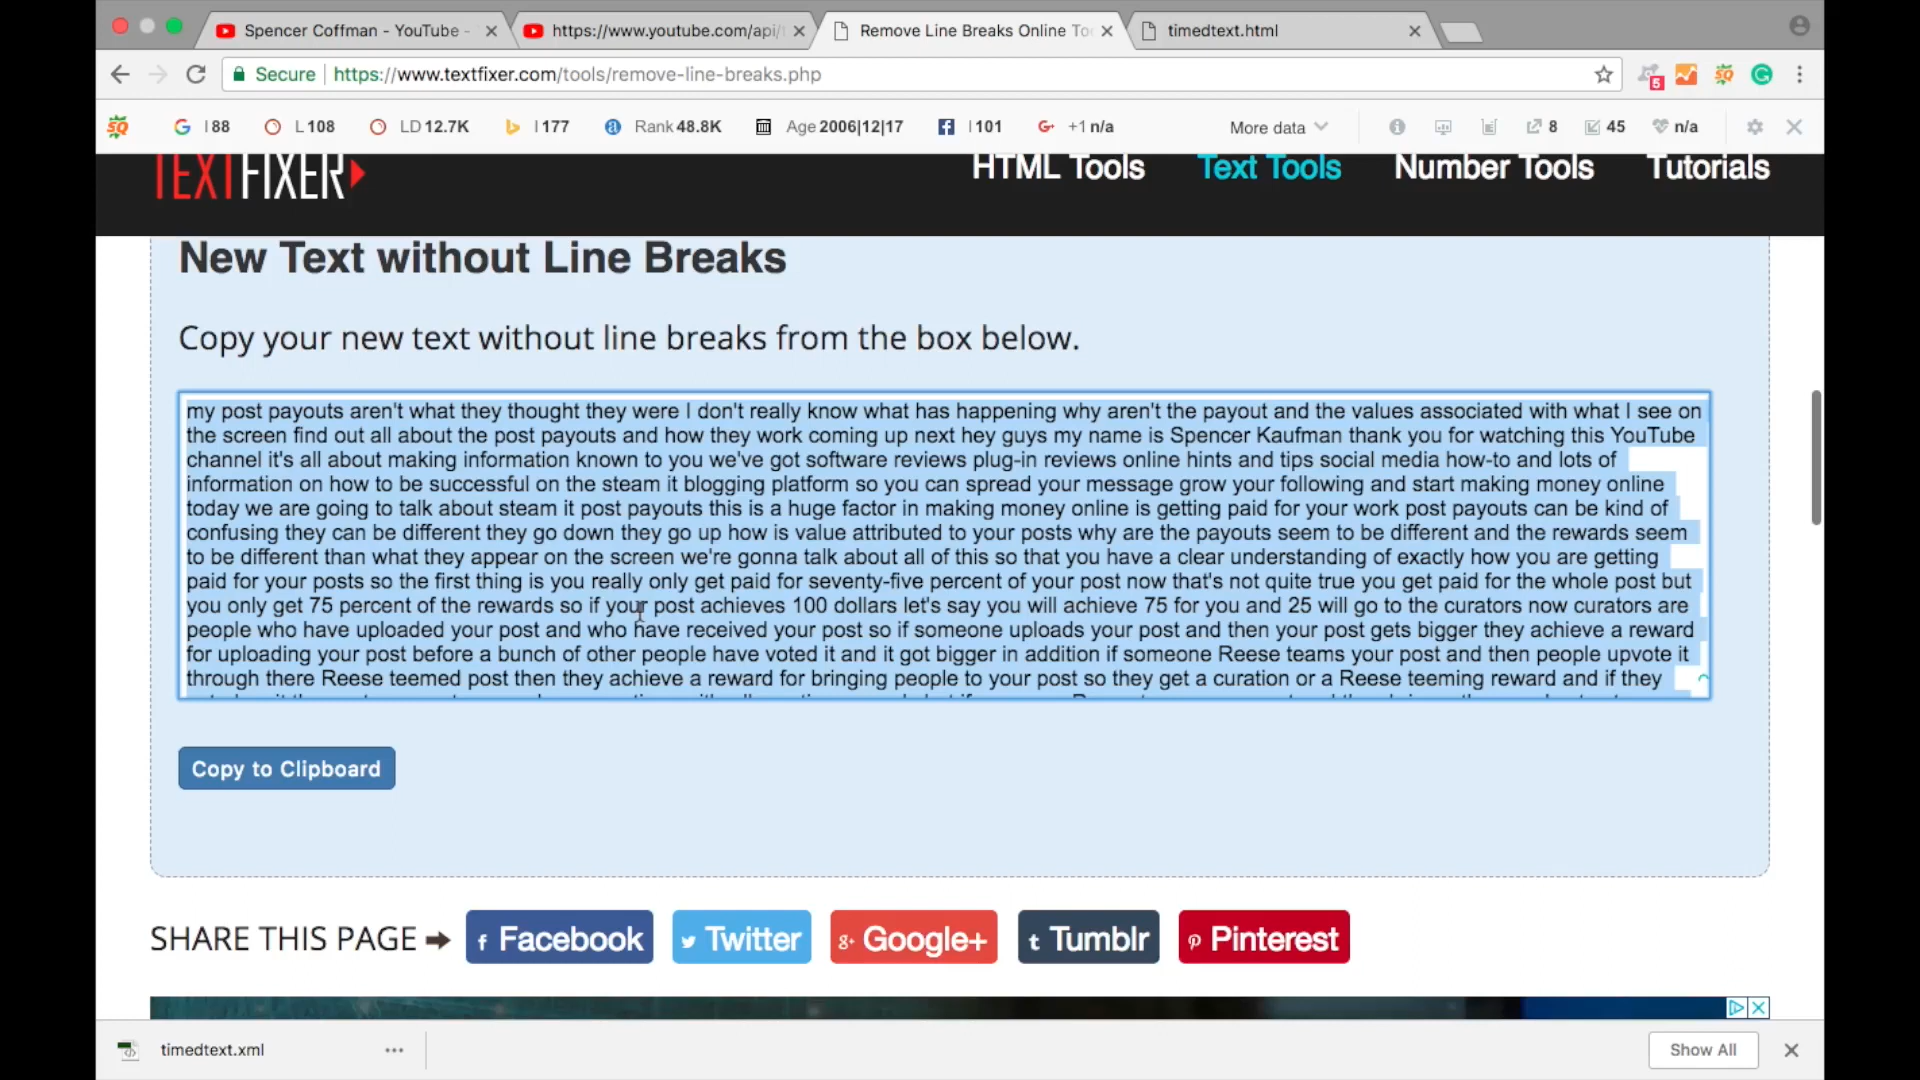 Spencer Coffman - YouTube -
https://www.youtube.com/api/t
Remove Line Breaks Online To
timedtext.html
Secure | https://www.textfixer.com/tools/remove-line-breaks.php
5
SQ
I 88
L 108
LD 12.7K
I 177
Rank 48.8K
Age 2006|12|17
I 101
+1 n/a
More data
8
45
n/a
TEXTFIXER
HTML Tools
Text Tools
Number Tools
Tutorials
New Text without Line Breaks
Copy your new text without line breaks from the box below.
my post payouts aren't what they thought they were I don't really know what has happening why aren't the payout and the values associated with what I see on
the screen find out all about the post payouts and how they work coming up next hey guys my name is Spencer Kaufman thank you for watching this YouTube
channel it's all about making information known to you we've got software reviews plug-in reviews online hints and tips social media how-to and lots of
information on how to be successful on the steam it blogging platform so you can spread your message grow your following and start making money online
today we are going to talk about steam it post payouts this is a huge factor in making money online is getting paid for your work post payouts can be kind of
confusing they can be different they go down they go up how is value attributed to your posts why are the payouts seem to be different and the rewards seem
to be different than what they appear on the screen we're gonna talk about all of this so that you have a clear understanding of exactly how you are getting
paid for your posts so the first thing is you really only get paid for seventy-five percent of your post now that's not quite true you get paid for the whole post but
you only get 75 percent of the rewards so if your post achieves 100 dollars let's say you will achieve 75 for you and 25 will go to the curators now curators are
people who have uploaded your post and who have received your post so if someone uploads your post and then your post gets bigger they achieve a reward
for uploading your post before a bunch of other people have voted it and it got bigger in addition if someone Reese teams your post and then people upvote it
through there Reese teemed post then they achieve a reward for bringing people to your post so they get a curation or a Reese teeming reward and if they
Copy to Clipboard
SHARE THIS PAGE
Facebook
Twitter
Google+
Tumblr
Pinterest
timedtext.xml
Show All